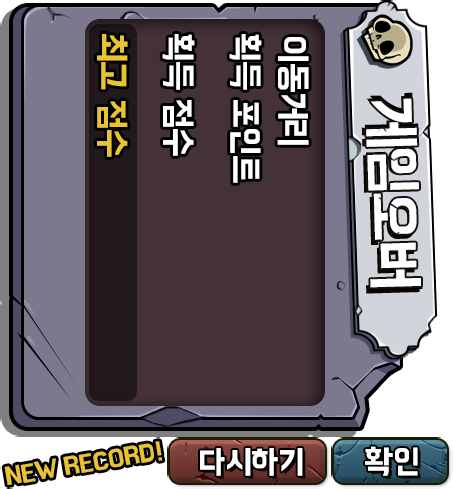 게임오버
이동거리
획득 포인트
획득 점수
최고 점수
NEW RECORD!
다시하기
확인